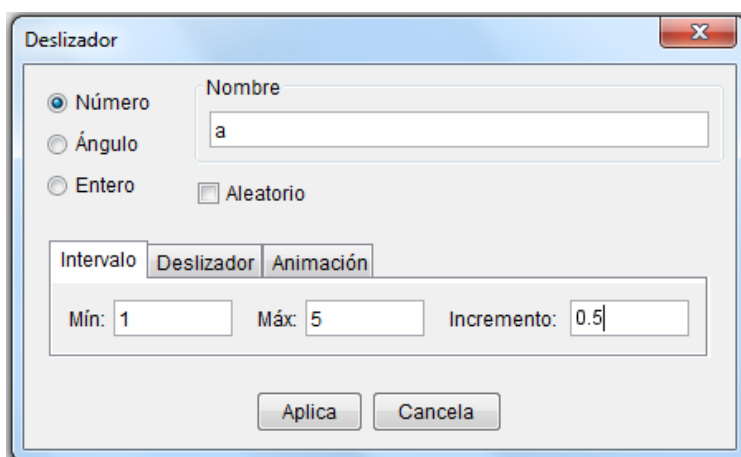 Deslizador
Número
Nombre
a
Ángulo
Entero
Aleatorio
Intervalo Deslizador Animación
Mín: 1 Máx: 5 Incremento: 0.5
Aplica Cancela